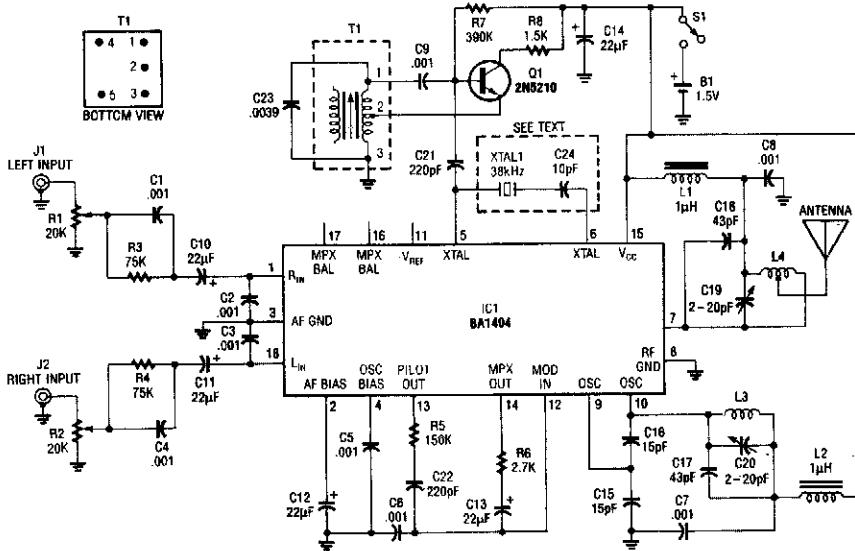 T1
4 1
2
5 3
BOTTOM VIEW
T1
1
2
3
C23
.0039
C9
.001
R7
390K
R8
1.5K
Q1
2N5210
C14
+
22µF
S1
+
B1
1.5V
C21
220pF
SEE TEXT
XTAL1
38kHz
C24
10pF
L1
1µH
C8
.001
C18
43pF
C19
2-20pF
L4
ANTENNA
J1
LEFT INPUT
R1
20K
C1
.001
R3
75K
C10
22µF
+
C2
.001
C3
.001
J2
RIGHT INPUT
R2
20K
R4
75K
C4
.001
C11
22µF
+
17 16 11 5 6 15
MPX BAL
MPX BAL
VREF
XTAL
XTAL
VCC
1
RIN
3
AF GND
18
LIN
IC1
BA1404
7
RF GND
8
AF BIAS
OSC BIAS
PILOT OUT
MPX OUT
MOD IN
OSC
OSC
2 4 13 14 12 9 10
C5
.001
R5
150K
C22
220pF
R6
2.7K
C12
22µF
+
C6
.001
C13
22µF
+
C16
15pF
C15
15pF
C17
43pF
C20
2-20pF
L3
L2
1µH
C7
.001